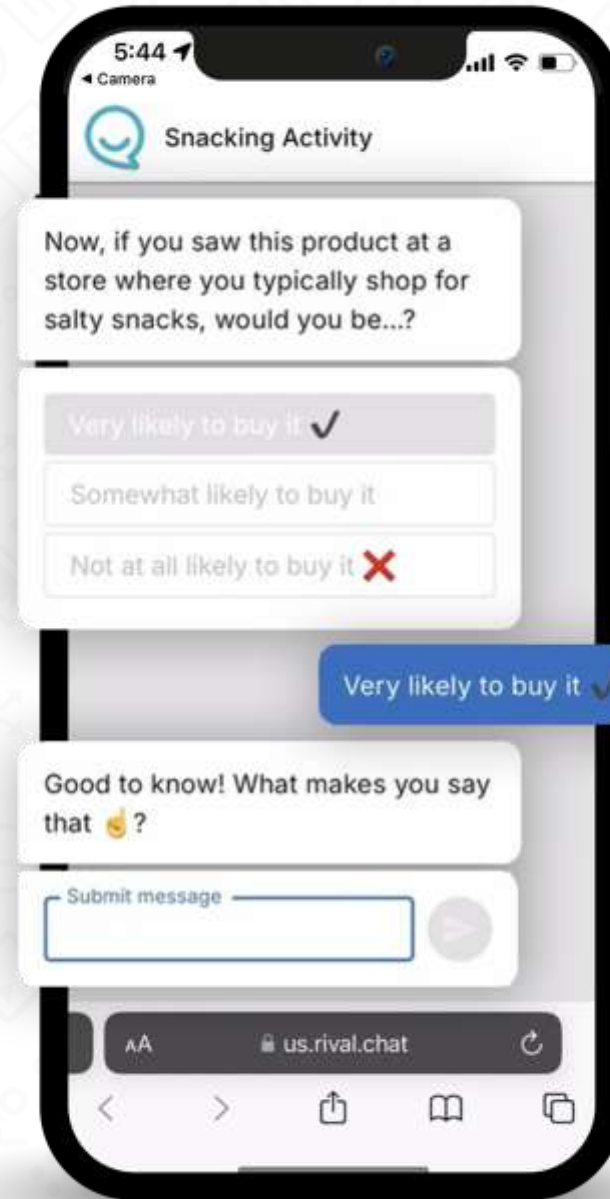 5:44
◀ Camera
Snacking Activity
Now, if you saw this product at a
store where you typically shop for
salty snacks, would you be...?
Very likely to buy it ✔
Somewhat likely to buy it
Not at all likely to buy it ❌
Very likely to buy it ✔
Good to know! What makes you say
that ☝?
Submit message
AA
us.rival.chat